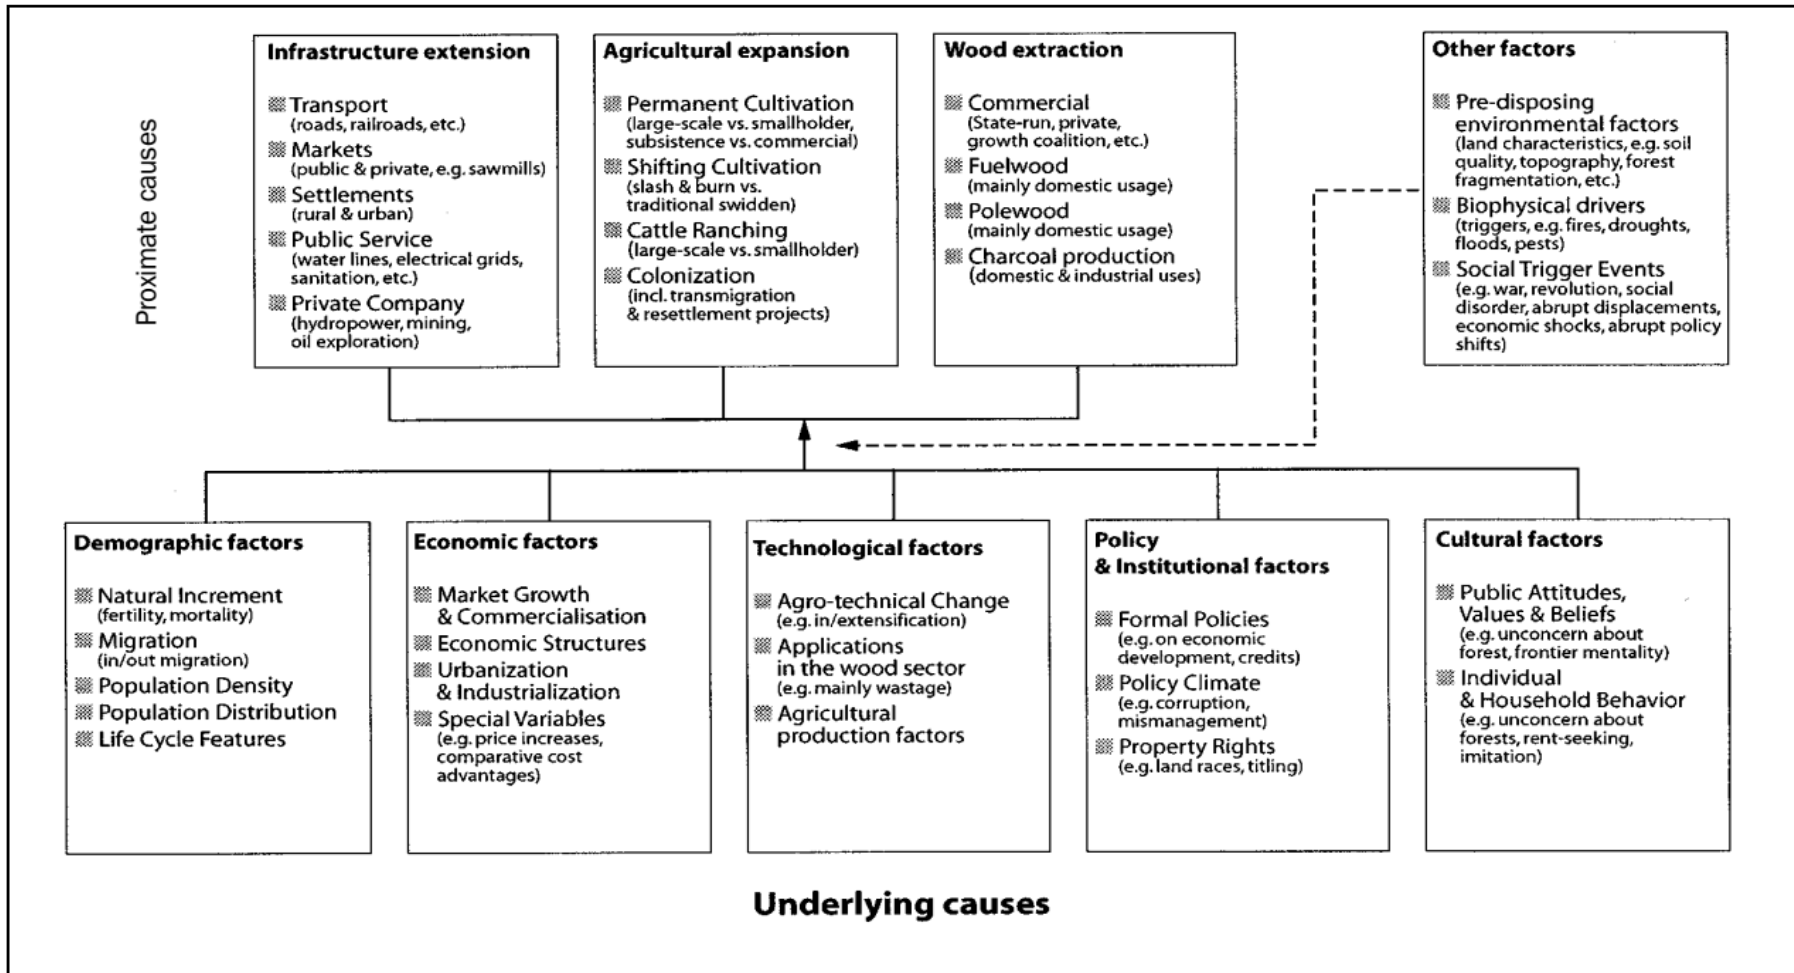 Proximate causes
Infrastructure extension
Transport
(roads, railroads, etc.)
Markets
(public & private, e.g. sawmills)
Settlements
(rural & urban)
Public Service
(water lines, electrical grids,
sanitation, etc.)
Private Company
(hydropower, mining,
oil exploration)
Agricultural expansion
Permanent Cultivation
(large-scale vs. smallholder,
subsistence vs. commercial)
Shifting Cultivation
(slash & burn vs.
traditional swidden)
Cattle Ranching
(large-scale vs. smallholder)
Colonization
(incl. transmigration
& resettlement projects)
Wood extraction
Commercial
(State-run, private,
growth coalition, etc.)
Fuelwood
(mainly domestic usage)
Polewood
(mainly domestic usage)
Charcoal production
(domestic & industrial uses)
Other factors
Pre-disposing
environmental factors
(land characteristics, e.g. soil
quality, topography, forest
fragmentation, etc.)
Biophysical drivers
(triggers, e.g. fires, droughts,
floods, pests)
Social Trigger Events
(e.g. war, revolution, social
disorder, abrupt displacements,
economic shocks, abrupt policy
shifts)
Demographic factors
Natural Increment
(fertility, mortality)
Migration
(in/out migration)
Population Density
Population Distribution
Life Cycle Features
Economic factors
Market Growth
& Commercialisation
Economic Structures
Urbanization
& Industrialization
Special Variables
(e.g. price increases,
comparative cost
advantages)
Technological factors
Agro-technical Change
(e.g. in/extensification)
Applications
in the wood sector
(e.g. mainly wastage)
Agricultural
production factors
Policy
& Institutional factors
Formal Policies
(e.g. on economic
development, credits)
Policy Climate
(e.g. corruption,
mismanagement)
Property Rights
(e.g. land races, titling)
Cultural factors
Public Attitudes,
Values & Beliefs
(e.g. unconcern about
forest, frontier mentality)
Individual
& Household Behavior
(e.g. unconcern about
forests, rent-seeking,
imitation)
Underlying causes